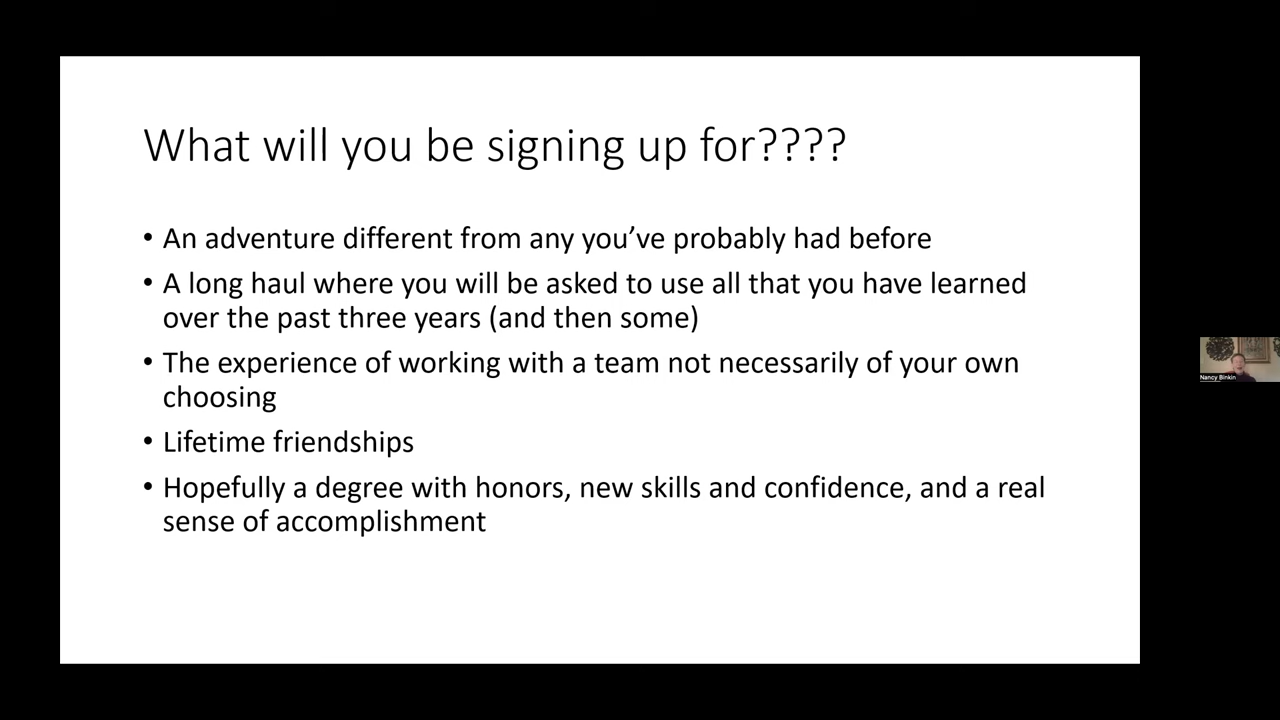 What will you be signing up for????
• An adventure different from any you’ve probably had before
• A long haul where you will be asked to use all that you have learned
over the past three years (and then some)
• The experience of working with a team not necessarily of your own
choosing
• Lifetime friendships
• Hopefully a degree with honors, new skills and confidence, and a real
sense of accomplishment
Nancy Binkin